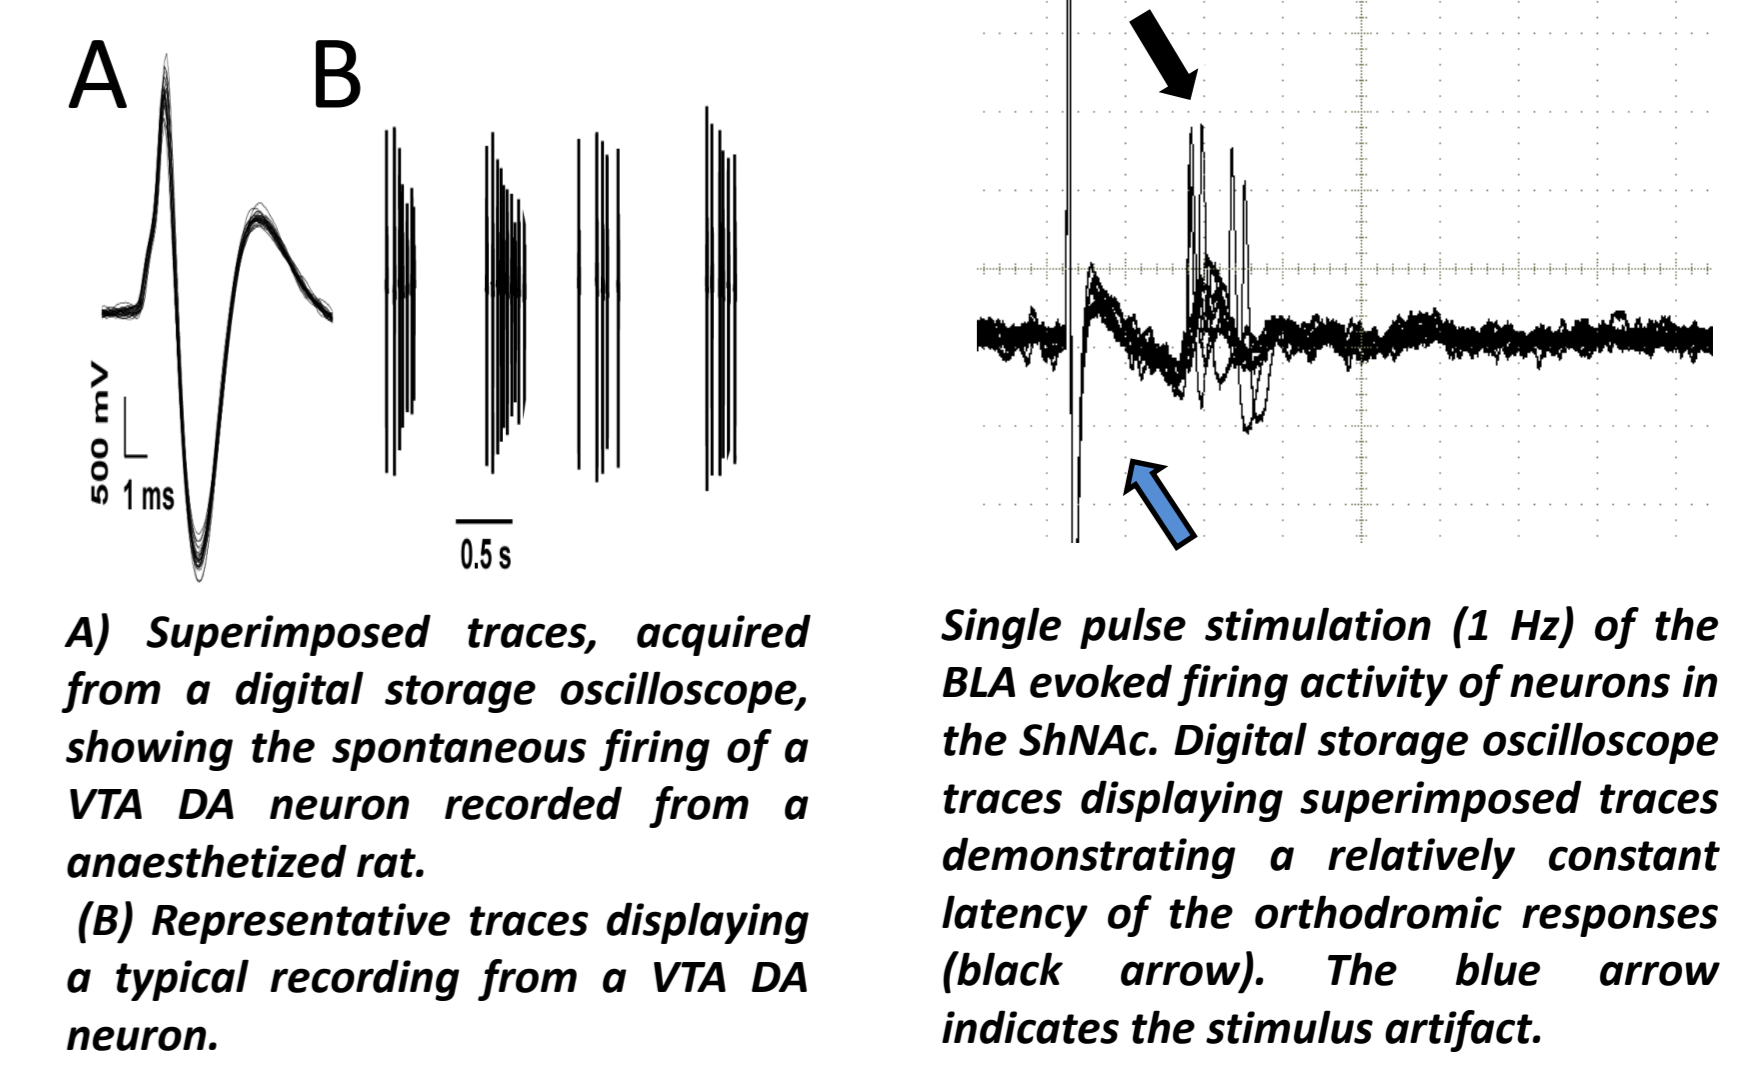 A
B
500 mV
1 ms
0.5 s
A) Superimposed traces, acquired
from a digital storage oscilloscope,
showing the spontaneous firing of a
VTA DA neuron recorded from a
anaesthetized rat.
(B) Representative traces displaying
a typical recording from a VTA DA
neuron.
Single pulse stimulation (1 Hz) of the
BLA evoked firing activity of neurons in
the ShNAc. Digital storage oscilloscope
traces displaying superimposed traces
demonstrating a relatively constant
latency of the orthodromic responses
(black arrow). The blue arrow
indicates the stimulus artifact.